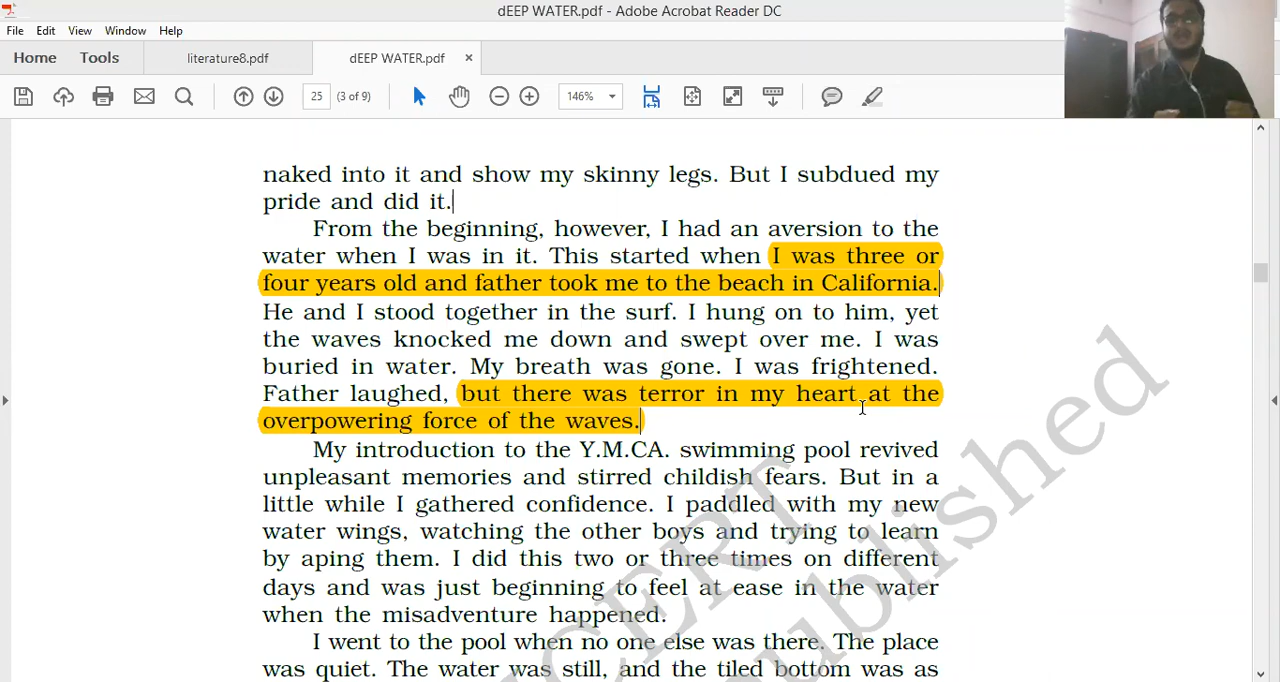 dEEP WATER.pdf - Adobe Acrobat Reader DC
File Edit View Window Help
Home Tools literature8.pdf dEEP WATER.pdf ×
25 (3 of 9) 146%
naked into it and show my skinny legs. But I subdued my
pride and did it.
From the beginning, however, I had an aversion to the
water when I was in it. This started when I was three or
four years old and father took me to the beach in California.
He and I stood together in the surf. I hung on to him, yet
the waves knocked me down and swept over me. I was
buried in water. My breath was gone. I was frightened.
Father laughed, but there was terror in my heart at the
overpowering force of the waves.
My introduction to the Y.M.CA. swimming pool revived
unpleasant memories and stirred childish fears. But in a
little while I gathered confidence. I paddled with my new
water wings, watching the other boys and trying to learn
by aping them. I did this two or three times on different
days and was just beginning to feel at ease in the water
when the misadventure happened.
I went to the pool when no one else was there. The place
was quiet. The water was still, and the tiled bottom was as
NCERT
published